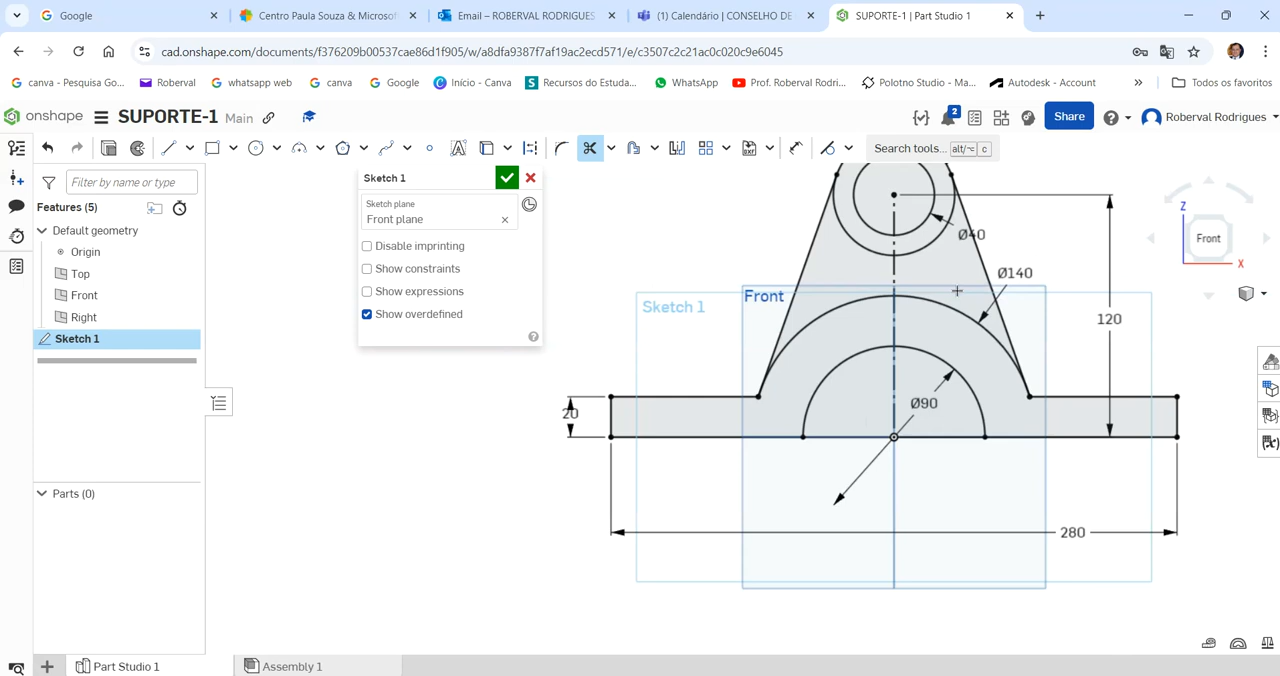 Google
Centro Paula Souza & Microsof
Email – ROBERVAL RODRIGUES
(1) Calendário | CONSELHO DE
SUPORTE-1 | Part Studio 1
cad.onshape.com/documents/f376209b00537cae86d1f905/w/a8dfa9387f7af19ac2ecd571/e/c3507c2c21ac0c020c9e6045
canva - Pesquisa Go...
Roberval
whatsapp web
canva
Google
Início - Canva
Recursos do Estuda...
WhatsApp
Prof. Roberval Rodri...
Polotno Studio - Ma...
Autodesk - Account
»
Todos os favoritos
onshape
SUPORTE-1
Main
2
Share
Roberval Rodrigues
Search tools...
alt/⌥
c
Filter by name or type
Features (5)
Default geometry
Origin
Top
Front
Right
Sketch 1
Parts (0)
Sketch 1
Sketch plane
Front plane
Disable imprinting
Show constraints
Show expressions
Show overdefined
Sketch 1
Front
Ø40
Ø140
120
Ø90
20
280
Z
Front
X
Part Studio 1
Assembly 1